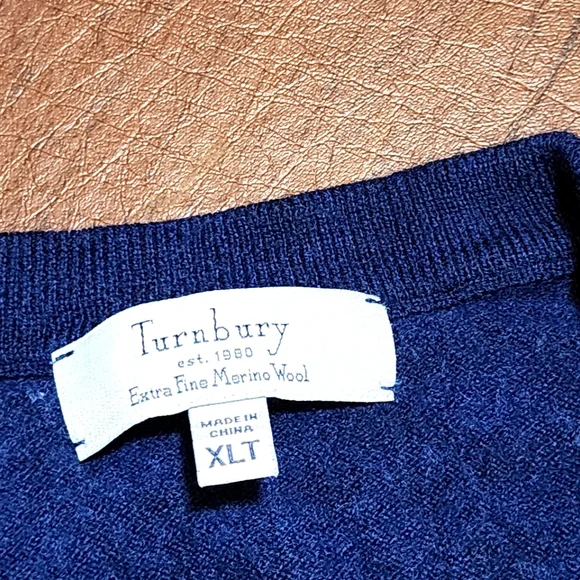 Turnbury
est. 1980
Extra Fine Merino Wool
MADE IN
CHINA
XLT